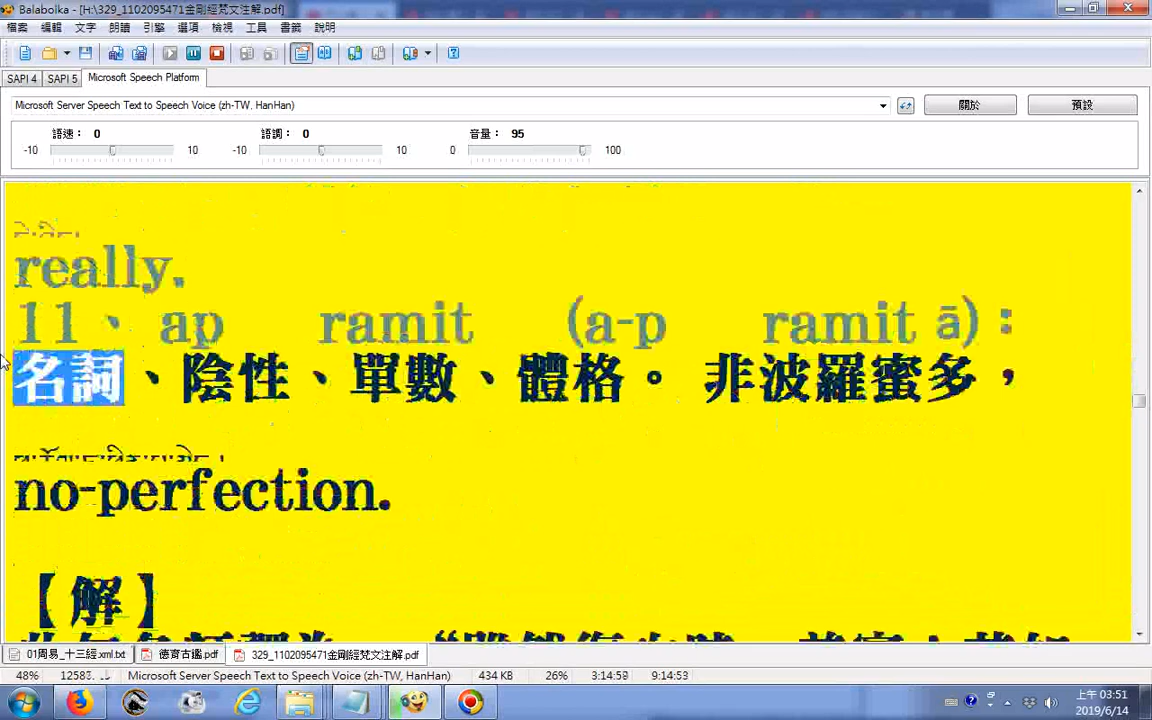 Balabolka - [H:\329_1102095471金剛經梵文注解.pdf]
檔案 編輯 文字 朗讀 引擎 選項 檢視 工具 書籤 說明
SAPI 4 SAPI 5 Microsoft Speech Platform
Microsoft Server Speech Text to Speech Voice (zh-TW, HanHan) 關於 預設
語速： 0 語調： 0 音量： 95
-10 10 -10 10 0 100
really.
11、 ap ramit (a-p ramit ā)：
名詞、陰性、單數、體格。 非波羅蜜多，
no-perfection.
【解】
01周易_十三經.xml.txt 德育古鑑.pdf 329_1102095471金剛經梵文注解.pdf
48% Microsoft Server Speech Text to Speech Voice (zh-TW, HanHan) 434 KB 26% 3:14:59 9:14:53
上午 03:51
2019/6/14